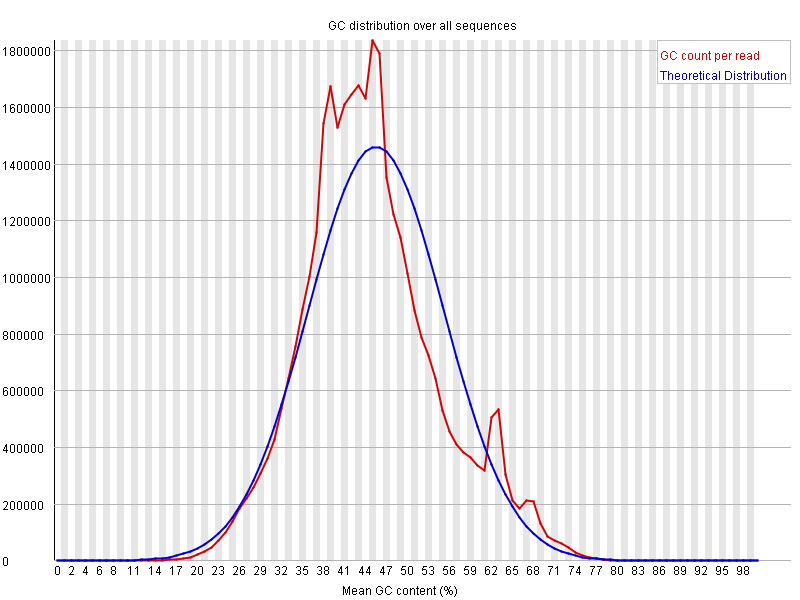 GC distribution over all sequences
GC count per read
Theoretical Distribution
1800000
1600000
1400000
1200000
1000000
800000
600000
400000
200000
0
0 2 4 6 8 11 14 17 20 23 26 29 32 35 38 41 44 47 50 53 56 59 62 65 68 71 74 77 80 83 86 89 92 95 98
Mean GC content (%)